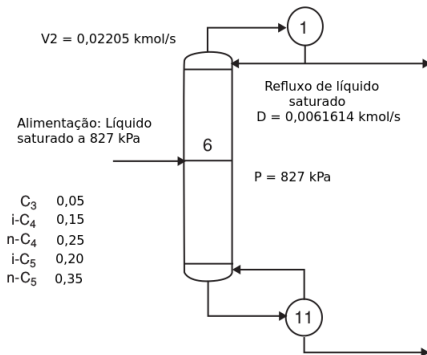 V2 = 0,02205 kmol/s
1
Refluxo de líquido
saturado
D = 0,0061614 kmol/s
Alimentação: Líquido
saturado a 827 kPa
6
P = 827 kPa
C₃ 0,05
i-C₄ 0,15
n-C₄ 0,25
i-C₅ 0,20
n-C₅ 0,35
11